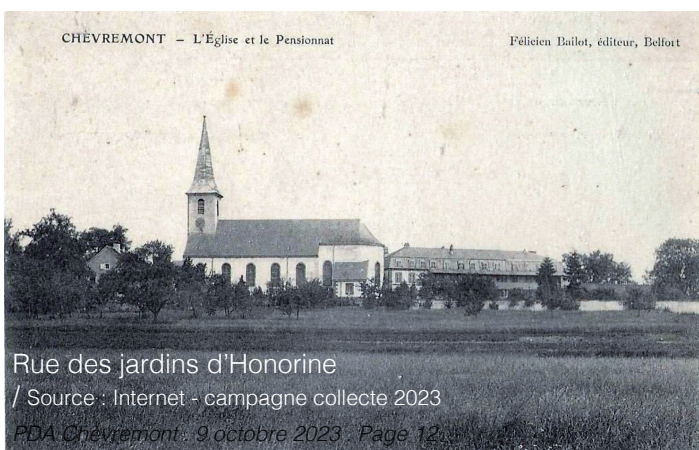 CHÈVREMONT – L'Église et le Pensionnat
Félicien Bailot, éditeur, Belfort
Rue des jardins d'Honorine
/ Source : Internet - campagne collecte 2023
PDA Chèvremont . 9 octobre 2023 . Page 12